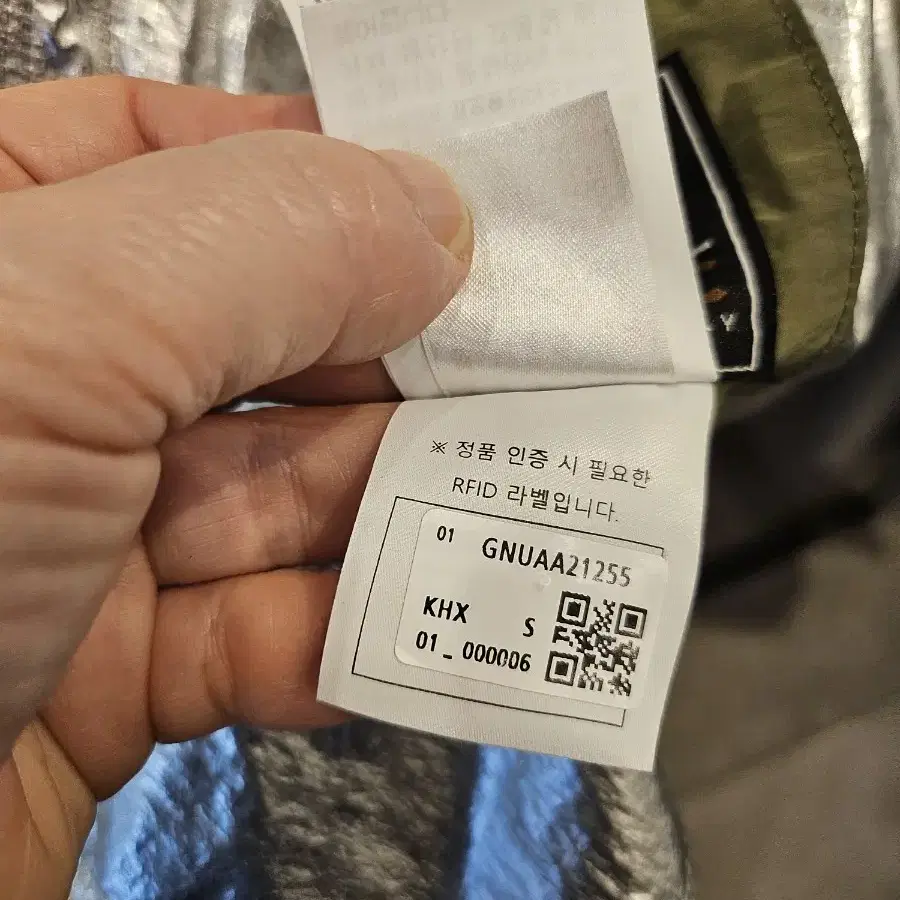 ※ 정품 인증 시 필요한
RFID 라벨입니다.
01 GNUAA21255
KHX S
01_000006